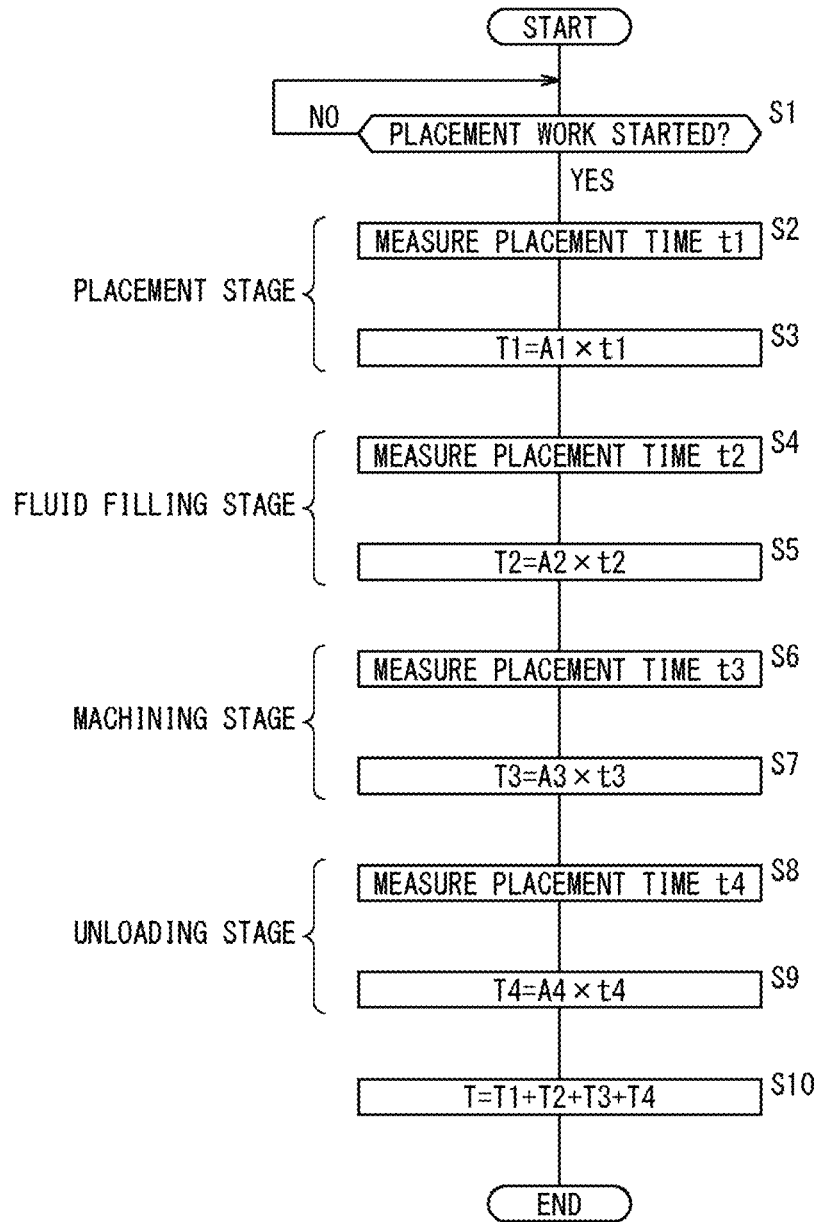 START
NO
PLACEMENT WORK STARTED?
S1
YES
PLACEMENT STAGE
MEASURE PLACEMENT TIME t1
S2
T1=A1×t1
S3
FLUID FILLING STAGE
MEASURE PLACEMENT TIME t2
S4
T2=A2×t2
S5
MACHINING STAGE
MEASURE PLACEMENT TIME t3
S6
T3=A3×t3
S7
UNLOADING STAGE
MEASURE PLACEMENT TIME t4
S8
T4=A4×t4
S9
T=T1+T2+T3+T4
S10
END